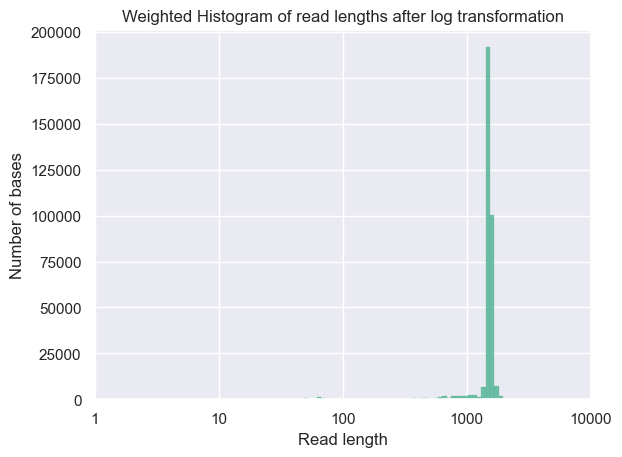 Weighted Histogram of read lengths after log transformation
200000
175000
150000
125000
100000
75000
50000
25000
0
Number of bases
1 10 100 1000 10000
Read length